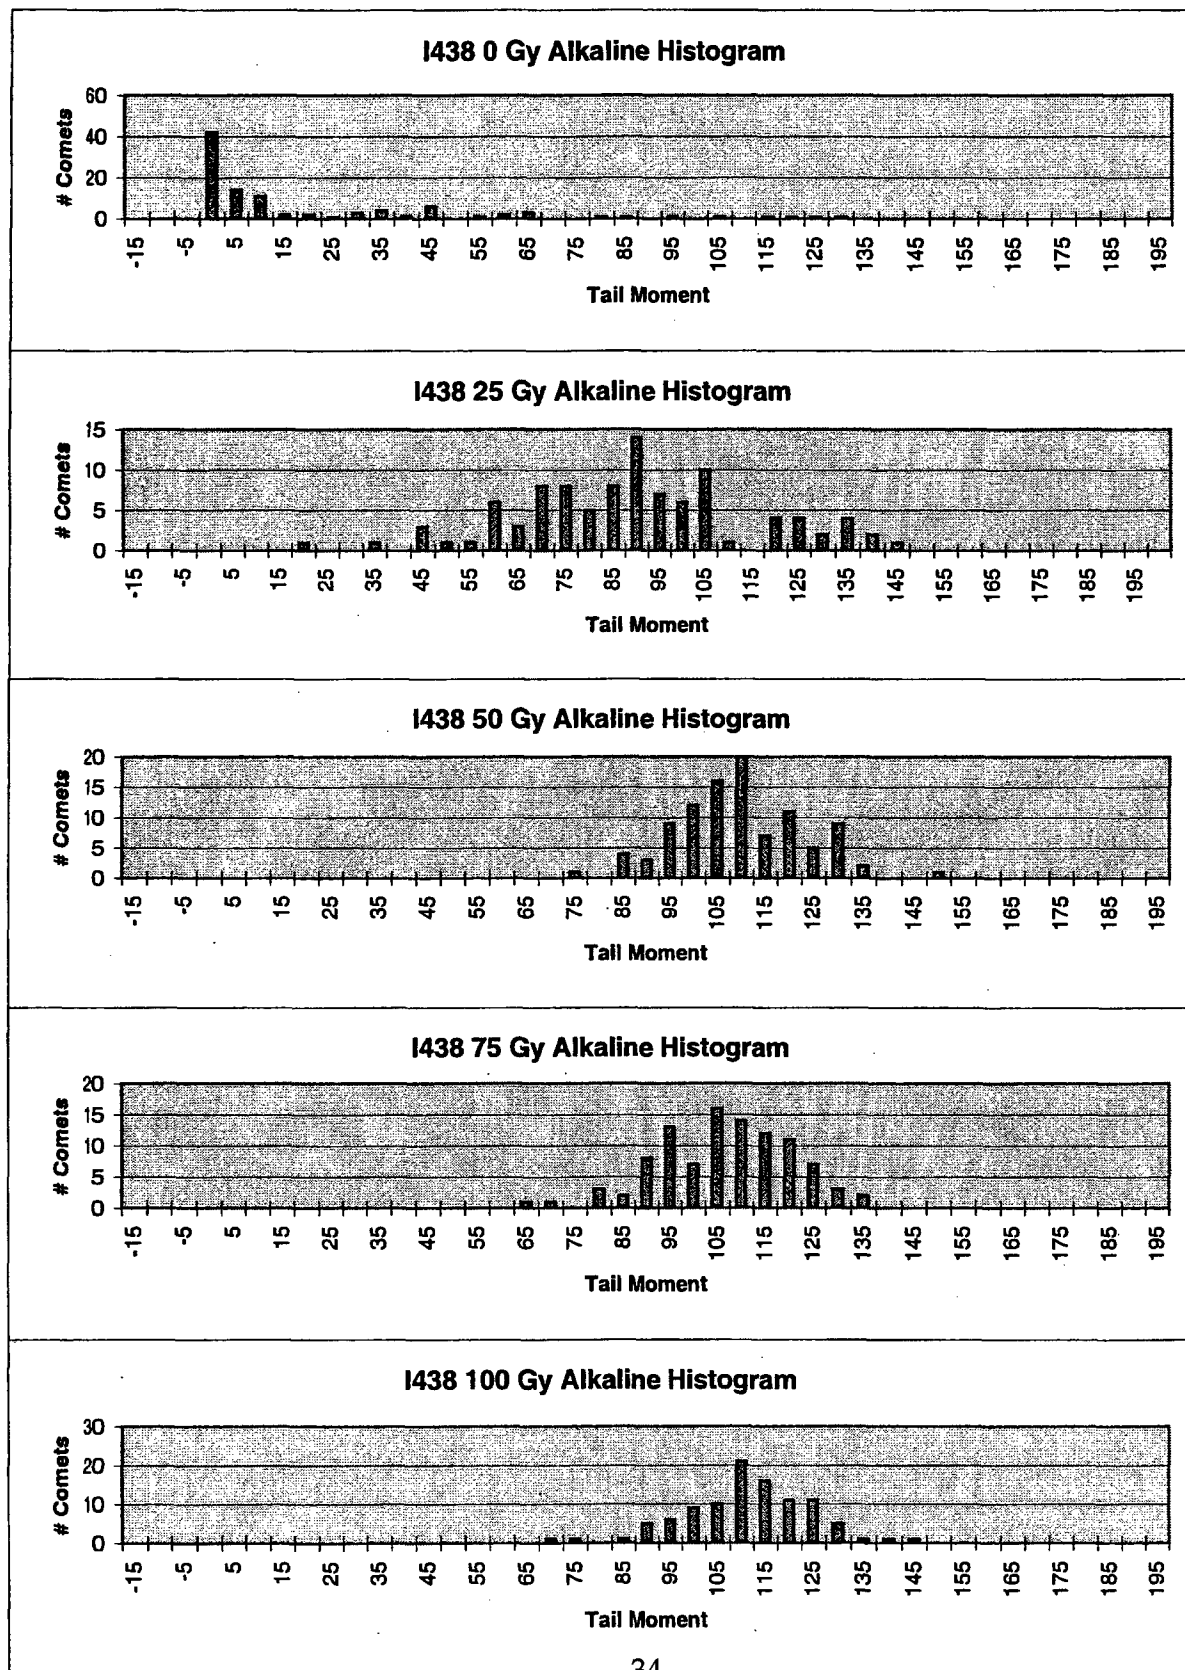 I438 0 Gy Alkaline Histogram
60
40
20
0
# Comets
-15 -5 5 15 25 35 45 55 65 75 85 95 105 115 125 135 145 155 165 175 185 195
Tail Moment
I438 25 Gy Alkaline Histogram
15
10
5
0
# Comets
-15 -5 5 15 25 35 45 55 65 75 85 95 105 115 125 135 145 155 165 175 185 195
Tail Moment
I438 50 Gy Alkaline Histogram
20
15
10
5
0
# Comets
-15 -5 5 15 25 35 45 55 65 75 85 95 105 115 125 135 145 155 165 175 185 195
Tail Moment
I438 75 Gy Alkaline Histogram
20
15
10
5
0
# Comets
-15 -5 5 15 25 35 45 55 65 75 85 95 105 115 125 135 145 155 165 175 185 195
Tail Moment
I438 100 Gy Alkaline Histogram
30
20
10
0
# Comets
-15 -5 5 15 25 35 45 55 65 75 85 95 105 115 125 135 145 155 165 175 185 195
Tail Moment
34